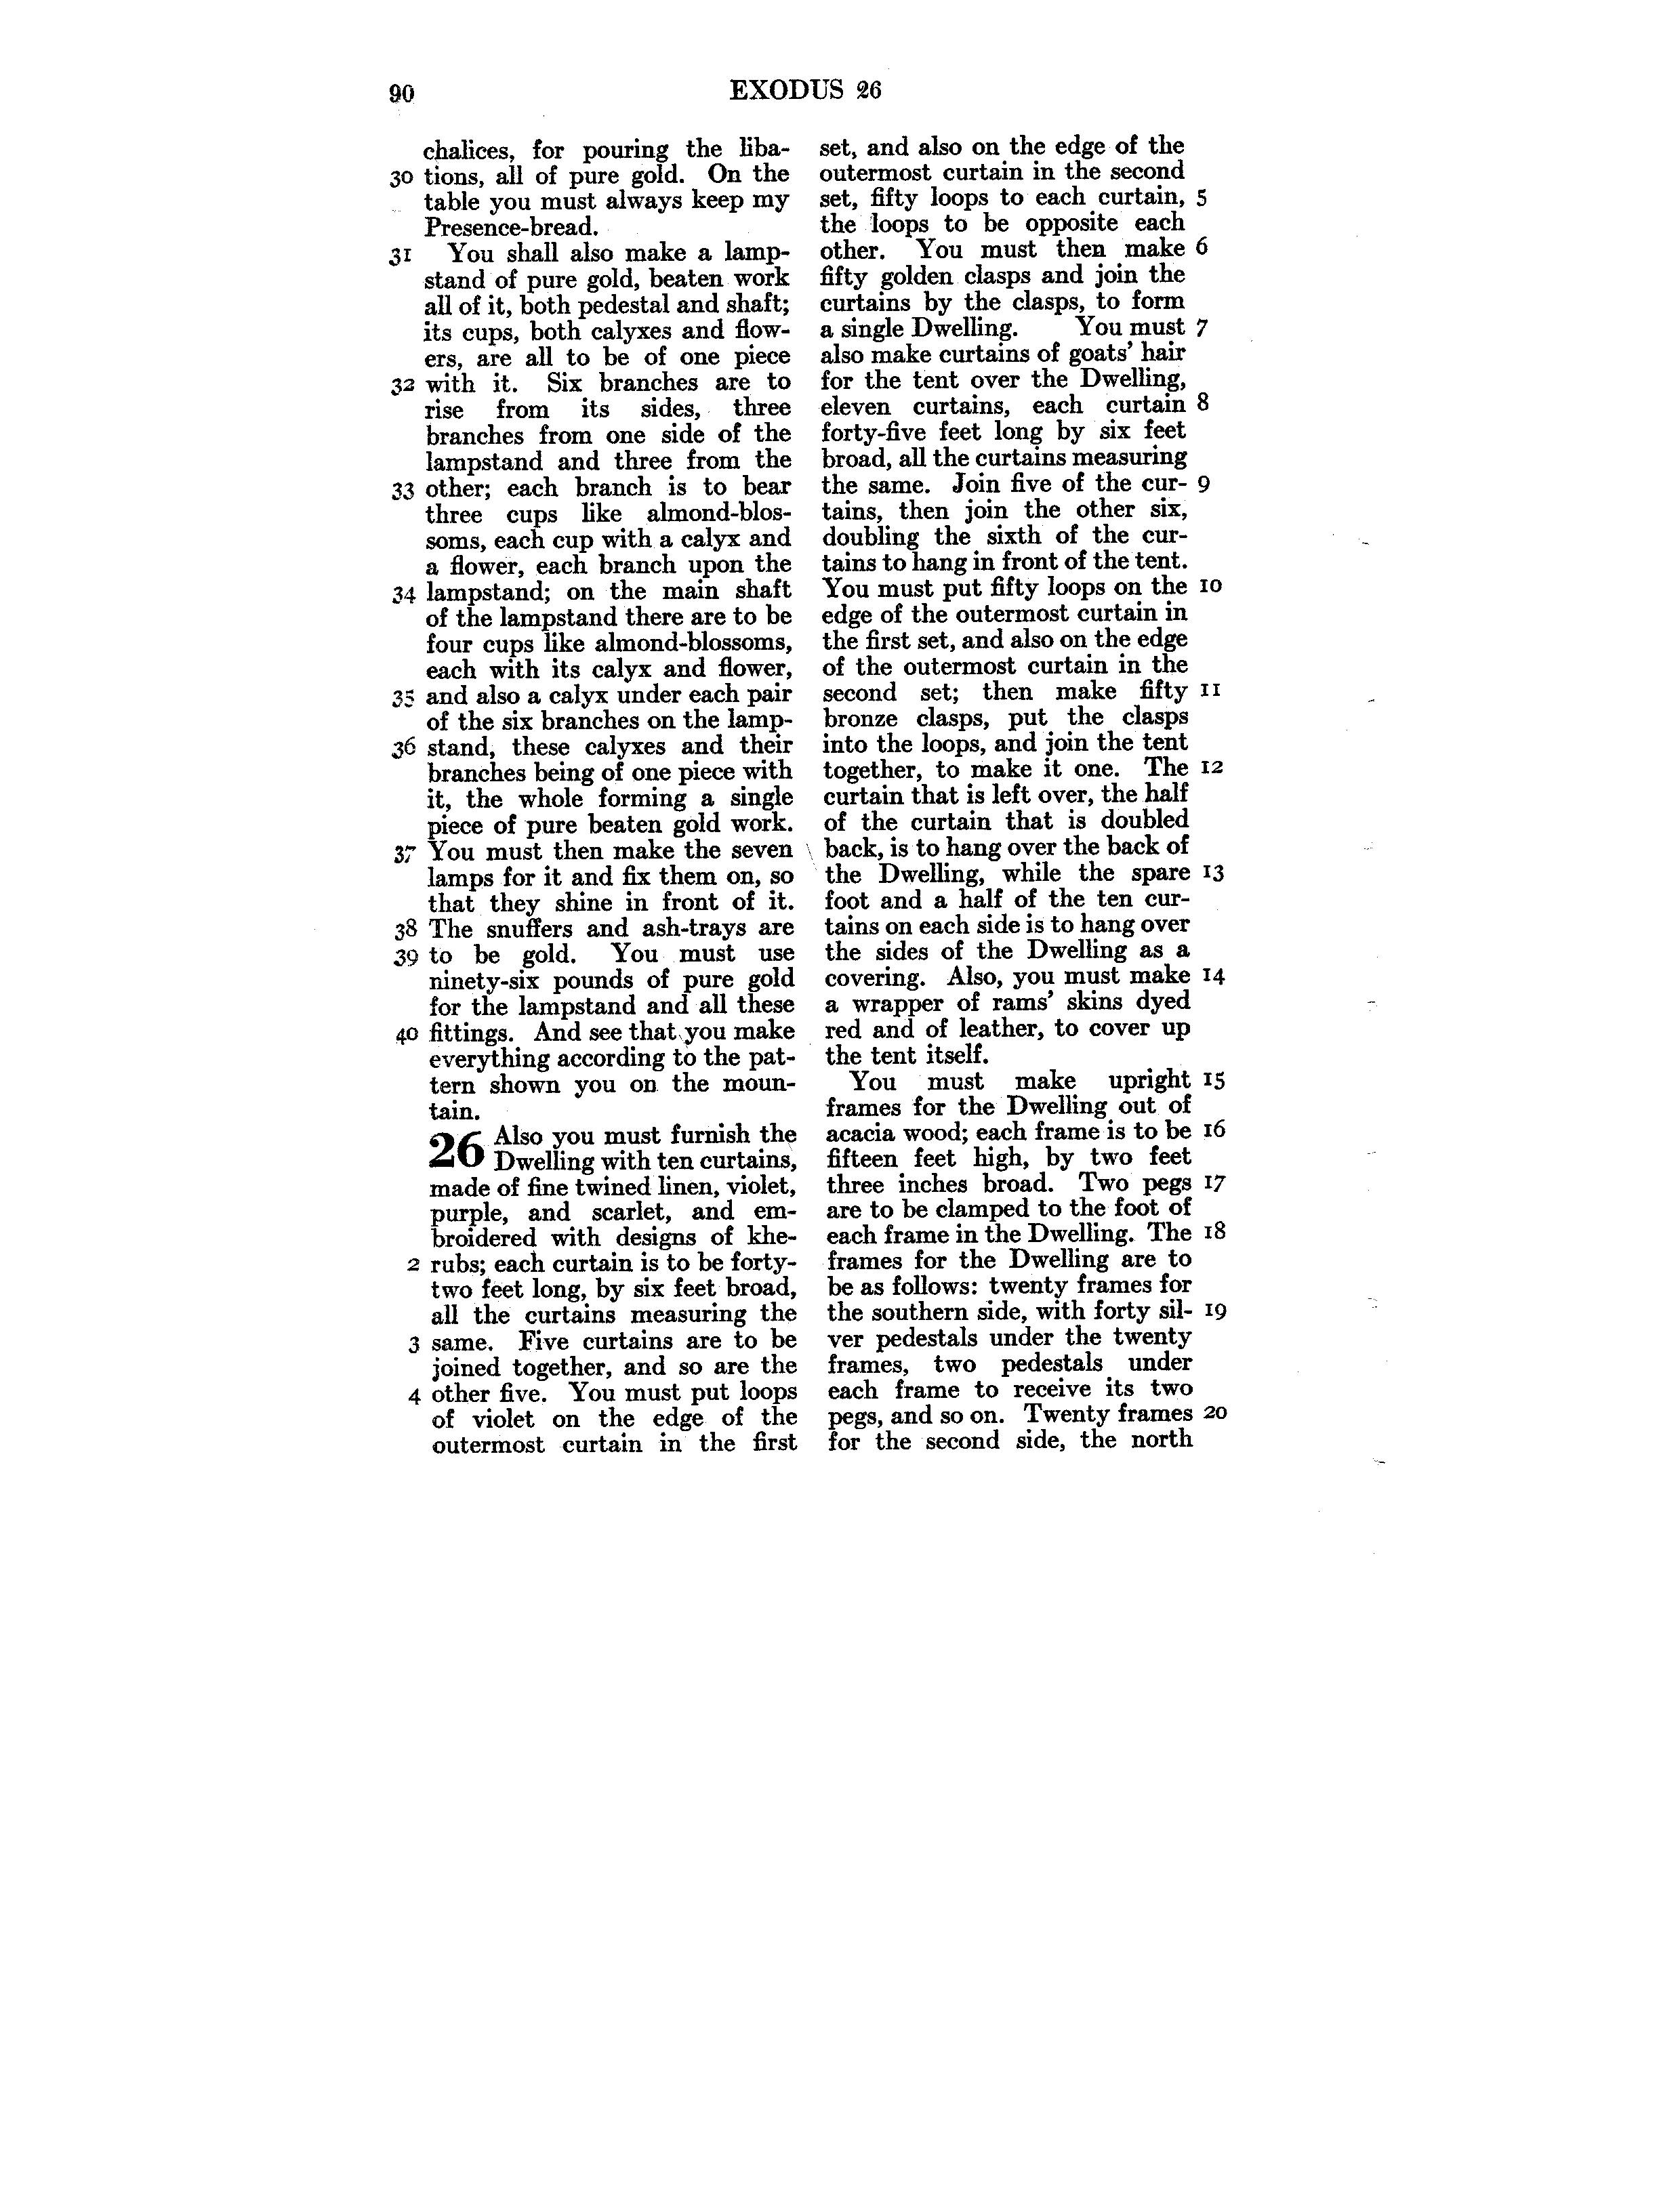 90
EXODUS 26
chalices, for pouring the liba-
30 tions, all of pure gold. On the
table you must always keep my
Presence-bread.
31 You shall also make a lamp-
stand of pure gold, beaten work
all of it, both pedestal and shaft;
its cups, both calyxes and flow-
ers, are all to be of one piece
32 with it. Six branches are to
rise from its sides, three
branches from one side of the
lampstand and three from the
33 other; each branch is to bear
three cups like almond-blos-
soms, each cup with a calyx and
a flower, each branch upon the
34 lampstand; on the main shaft
of the lampstand there are to be
four cups like almond-blossoms,
each with its calyx and flower,
35 and also a calyx under each pair
of the six branches on the lamp-
36 stand, these calyxes and their
branches being of one piece with
it, the whole forming a single
piece of pure beaten gold work.
37 You must then make the seven
lamps for it and fix them on, so
that they shine in front of it.
38 The snuffers and ash-trays are
39 to be gold. You must use
ninety-six pounds of pure gold
for the lampstand and all these
40 fittings. And see that you make
everything according to the pat-
tern shown you on the moun-
tain.
26 Also you must furnish the
Dwelling with ten curtains,
made of fine twined linen, violet,
purple, and scarlet, and em-
broidered with designs of khe-
2 rubs; each curtain is to be forty-
two feet long, by six feet broad,
all the curtains measuring the
3 same. Five curtains are to be
joined together, and so are the
4 other five. You must put loops
of violet on the edge of the
outermost curtain in the first
set, and also on the edge of the
outermost curtain in the second
set, fifty loops to each curtain, 5
the loops to be opposite each
other. You must then make 6
fifty golden clasps and join the
curtains by the clasps, to form
a single Dwelling. You must 7
also make curtains of goats' hair
for the tent over the Dwelling,
eleven curtains, each curtain 8
forty-five feet long by six feet
broad, all the curtains measuring
the same. Join five of the cur- 9
tains, then join the other six,
doubling the sixth of the cur-
tains to hang in front of the tent.
You must put fifty loops on the 10
edge of the outermost curtain in
the first set, and also on the edge
of the outermost curtain in the
second set; then make fifty 11
bronze clasps, put the clasps
into the loops, and join the tent
together, to make it one. The 12
curtain that is left over, the half
of the curtain that is doubled
back, is to hang over the back of
the Dwelling, while the spare 13
foot and a half of the ten cur-
tains on each side is to hang over
the sides of the Dwelling as a
covering. Also, you must make 14
a wrapper of rams' skins dyed
red and of leather, to cover up
the tent itself.
You must make upright 15
frames for the Dwelling out of
acacia wood; each frame is to be 16
fifteen feet high, by two feet
three inches broad. Two pegs 17
are to be clamped to the foot of
each frame in the Dwelling. The 18
frames for the Dwelling are to
be as follows: twenty frames for
the southern side, with forty sil- 19
ver pedestals under the twenty
frames, two pedestals under
each frame to receive its two
pegs, and so on. Twenty frames 20
for the second side, the north